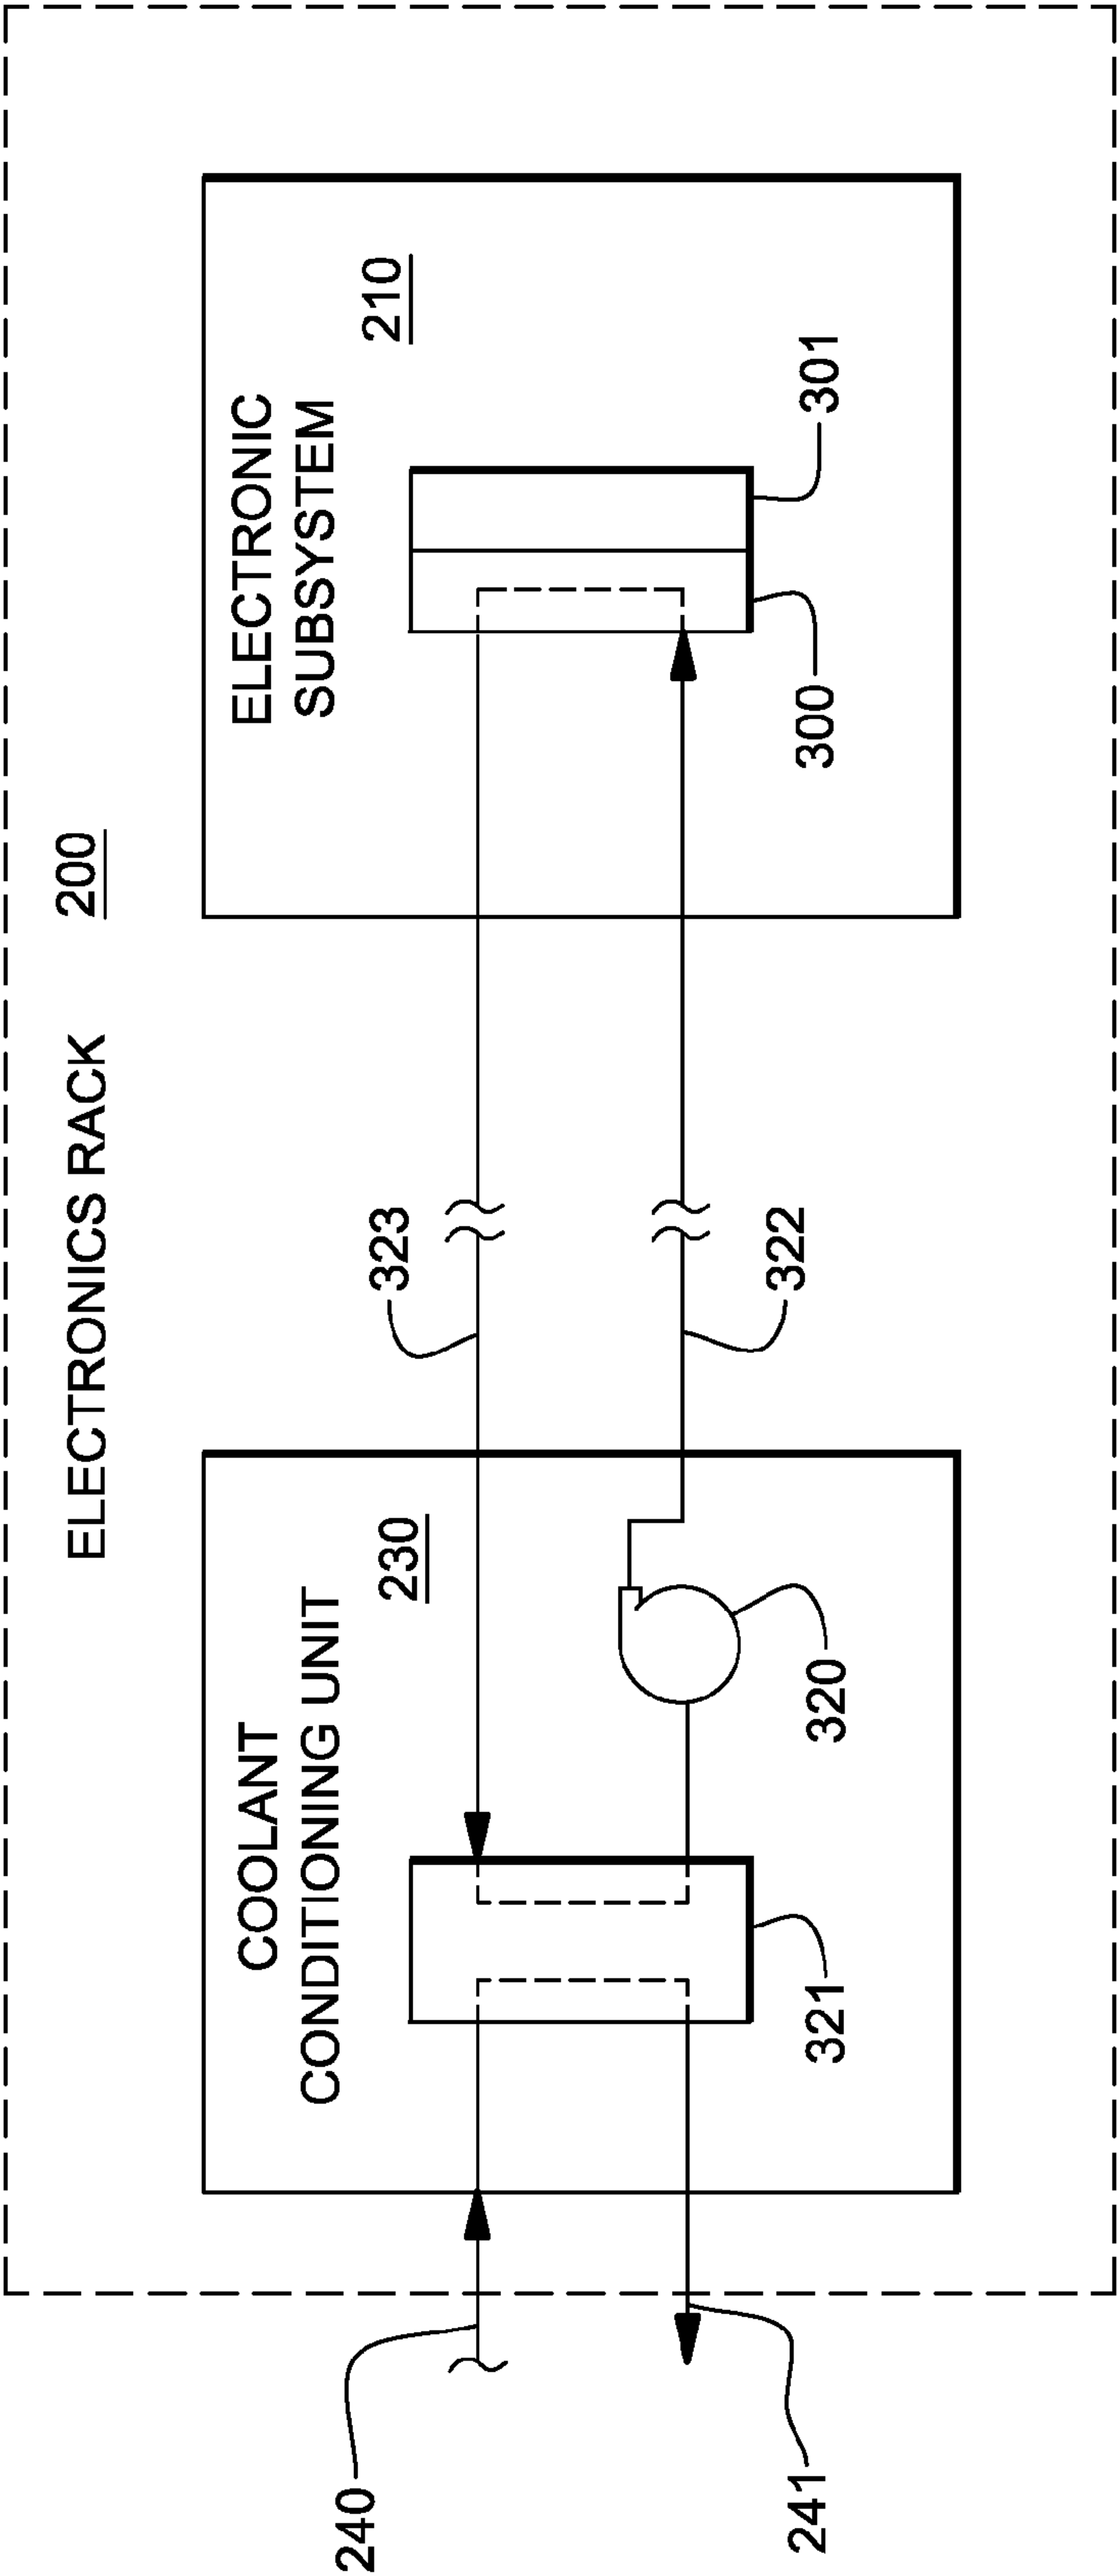 ELECTRONICS RACK 200
COOLANT
CONDITIONING UNIT
230
ELECTRONIC
SUBSYSTEM
210
240
241
323
322
321
320
300
301